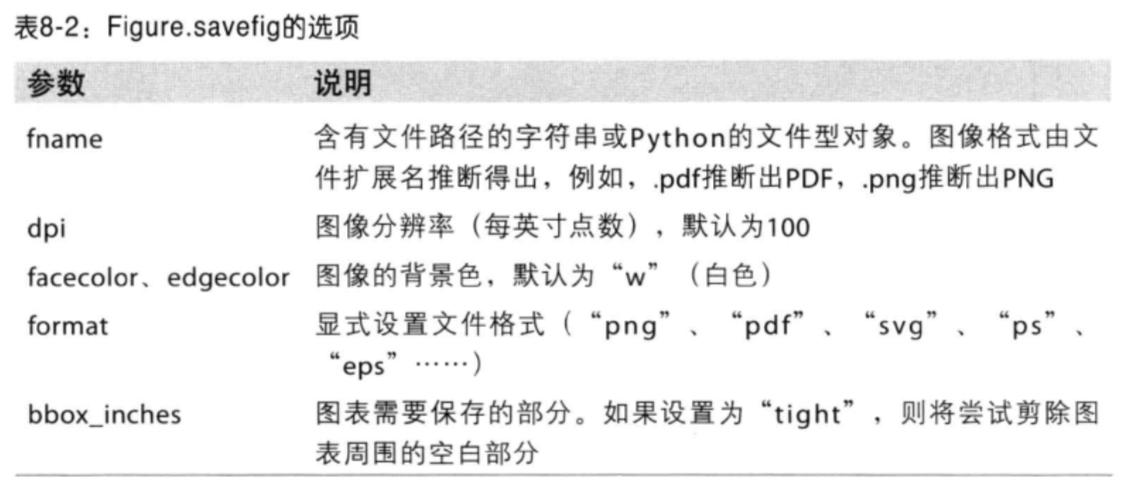 表8-2：Figure.savefig的选项
参数 说明
fname 含有文件路径的字符串或Python的文件型对象。图像格式由文
件扩展名推断得出，例如，.pdf推断出PDF，.png推断出PNG
dpi 图像分辨率（每英寸点数），默认为100
facecolor、edgecolor 图像的背景色，默认为“w”（白色）
format 显式设置文件格式（“png”、“pdf”、“svg”、“ps”、
“eps”……）
bbox_inches 图表需要保存的部分。如果设置为“tight”，则将尝试剪除图
表周围的空白部分